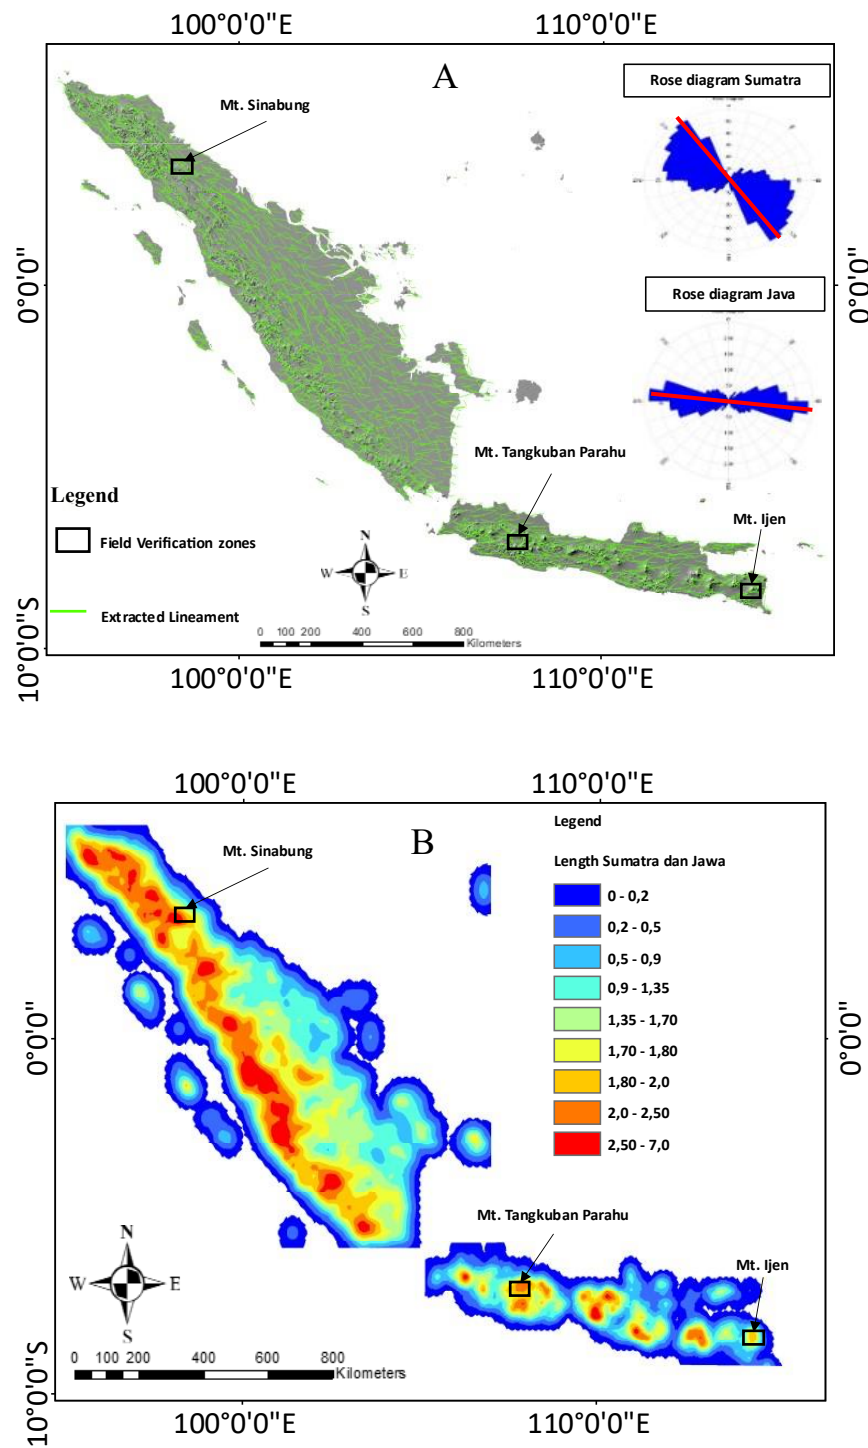 100°0'0"E 110°0'0"E
A
Rose diagram Sumatra
Mt. Sinabung
0°0'0" 0°0'0"
Rose diagram Java
Mt. Tangkuban Parahu
Legend
Mt. Ijen
Field Verification zones
N
W E
S
Extracted Lineament
0 100 200 400 600 800
Kilometers
10°0'0"S
100°0'0"E 110°0'0"E
100°0'0"E 110°0'0"E
B
Legend
Mt. Sinabung
Length Sumatra dan Jawa
0 - 0,2
0,2 - 0,5
0,5 - 0,9
0,9 - 1,35
1,35 - 1,70
1,70 - 1,80
1,80 - 2,0
2,0 - 2,50
2,50 - 7,0
0°0'0" 0°0'0"
Mt. Tangkuban Parahu
N
W E
S
Mt. Ijen
0 100 200 400 600 800
Kilometers
10°0'0"S
100°0'0"E 110°0'0"E